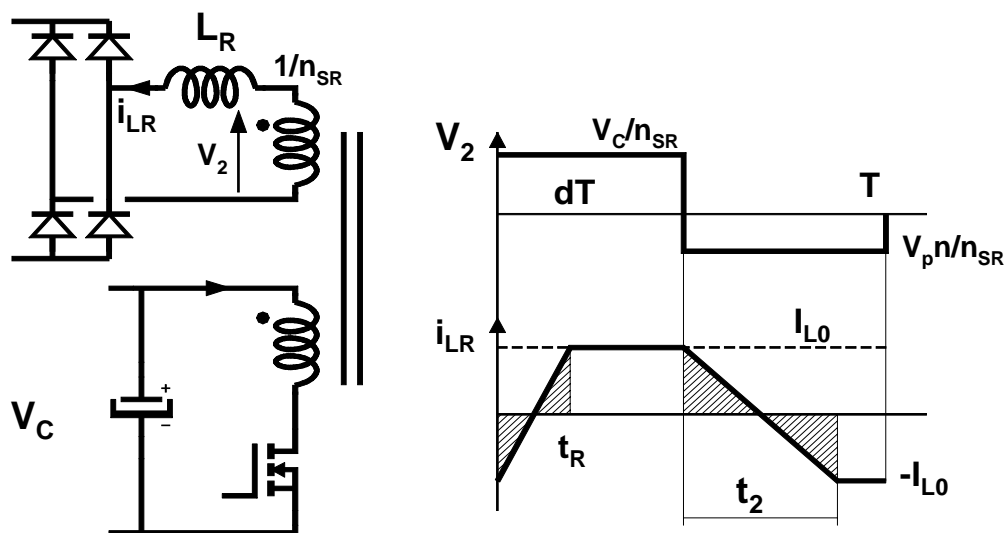 L_R
1/n_SR
i_LR
V_2
+
−
V_C
V_2
V_C/n_SR
dT
T
V_pn/n_SR
i_LR
I_L0
t_R
t_2
-I_L0